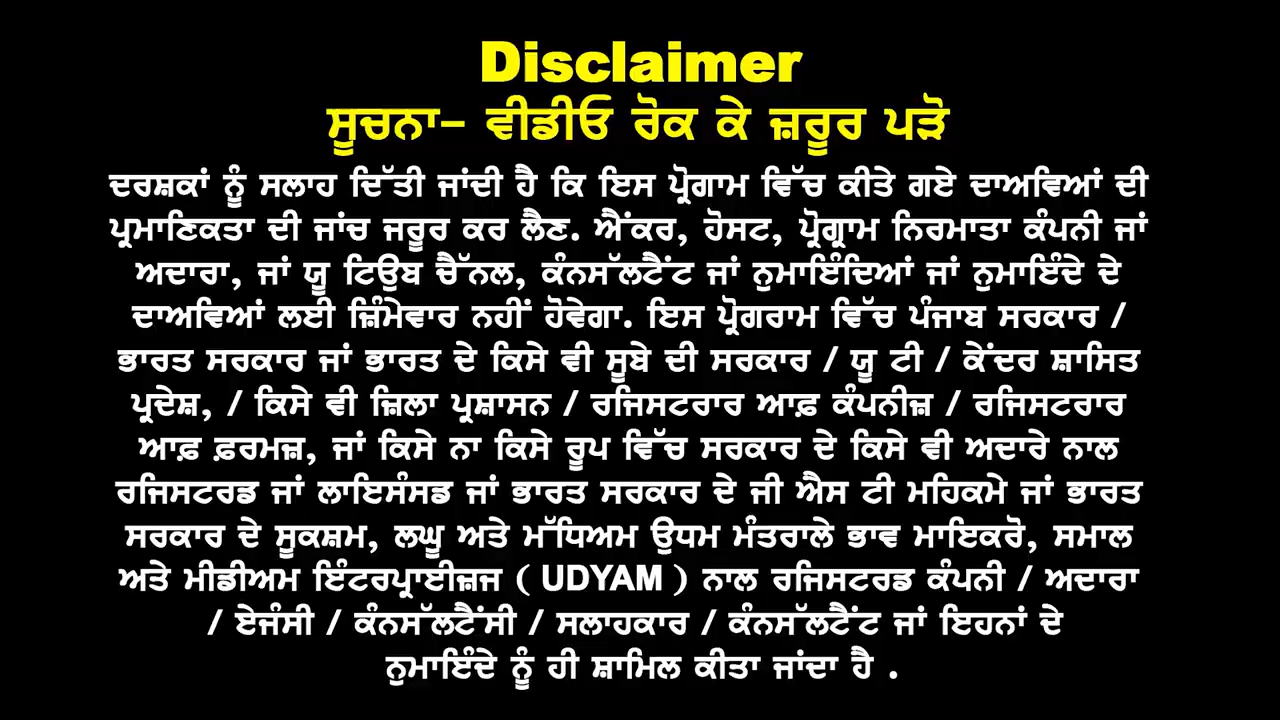 Disclaimer
ਸੂਚਨਾ- ਵੀਡੀਓ ਰੋਕ ਕੇ ਜ਼ਰੂਰ ਪੜੋ
ਦਰਸ਼ਕਾਂ ਨੂੰ ਸਲਾਹ ਦਿੱਤੀ ਜਾਂਦੀ ਹੈ ਕਿ ਇਸ ਪ੍ਰੋਗਾਮ ਵਿੱਚ ਕੀਤੇ ਗਏ ਦਾਅਵਿਆਂ ਦੀ
ਪ੍ਰਮਾਣਿਕਤਾ ਦੀ ਜਾਂਚ ਜਰੂਰ ਕਰ ਲੈਣ. ਐਂਕਰ, ਹੋਸਟ, ਪ੍ਰੋਗ੍ਰਾਮ ਨਿਰਮਾਤਾ ਕੰਪਨੀ ਜਾਂ
ਅਦਾਰਾ, ਜਾਂ ਯੂ ਟਿਊਬ ਚੈੱਨਲ, ਕੰਨਸੱਲਟੈਂਟ ਜਾਂ ਨੁਮਾਇੰਦਿਆਂ ਜਾਂ ਨੁਮਾਇੰਦੇ ਦੇ
ਦਾਅਵਿਆਂ ਲਈ ਜ਼ਿੰਮੇਵਾਰ ਨਹੀਂ ਹੋਵੇਗਾ. ਇਸ ਪ੍ਰੋਗਰਾਮ ਵਿੱਚ ਪੰਜਾਬ ਸਰਕਾਰ /
ਭਾਰਤ ਸਰਕਾਰ ਜਾਂ ਭਾਰਤ ਦੇ ਕਿਸੇ ਵੀ ਸੂਬੇ ਦੀ ਸਰਕਾਰ / ਯੂ ਟੀ / ਕੇਂਦਰ ਸ਼ਾਸਿਤ
ਪ੍ਰਦੇਸ਼, / ਕਿਸੇ ਵੀ ਜ਼ਿਲਾ ਪ੍ਰਸ਼ਾਸਨ / ਰਜਿਸਟਰਾਰ ਆਫ਼ ਕੰਪਨੀਜ਼ / ਰਜਿਸਟਰਾਰ
ਆਫ਼ ਫ਼ਰਮਜ਼, ਜਾਂ ਕਿਸੇ ਨਾ ਕਿਸੇ ਰੂਪ ਵਿੱਚ ਸਰਕਾਰ ਦੇ ਕਿਸੇ ਵੀ ਅਦਾਰੇ ਨਾਲ
ਰਜਿਸਟਰਡ ਜਾਂ ਲਾਇਸੰਸਡ ਜਾਂ ਭਾਰਤ ਸਰਕਾਰ ਦੇ ਜੀ ਐਸ ਟੀ ਮਹਿਕਮੇ ਜਾਂ ਭਾਰਤ
ਸਰਕਾਰ ਦੇ ਸੂਕਸ਼ਮ, ਲਘੂ ਅਤੇ ਮੱਧਿਅਮ ਉਧਮ ਮੰਤਰਾਲੇ ਭਾਵ ਮਾਇਕਰੋ, ਸਮਾਲ
ਅਤੇ ਮੀਡੀਅਮ ਇੰਟਰਪ੍ਰਾਈਜ਼ਜ ( UDYAM ) ਨਾਲ ਰਜਿਸਟਰਡ ਕੰਪਨੀ / ਅਦਾਰਾ
/ ਏਜੰਸੀ / ਕੰਨਸੱਲਟੈਂਸੀ / ਸਲਾਹਕਾਰ / ਕੰਨਸੱਲਟੈਂਟ ਜਾਂ ਇਹਨਾਂ ਦੇ
ਨੁਮਾਇੰਦੇ ਨੂੰ ਹੀ ਸ਼ਾਮਿਲ ਕੀਤਾ ਜਾਂਦਾ ਹੈ .